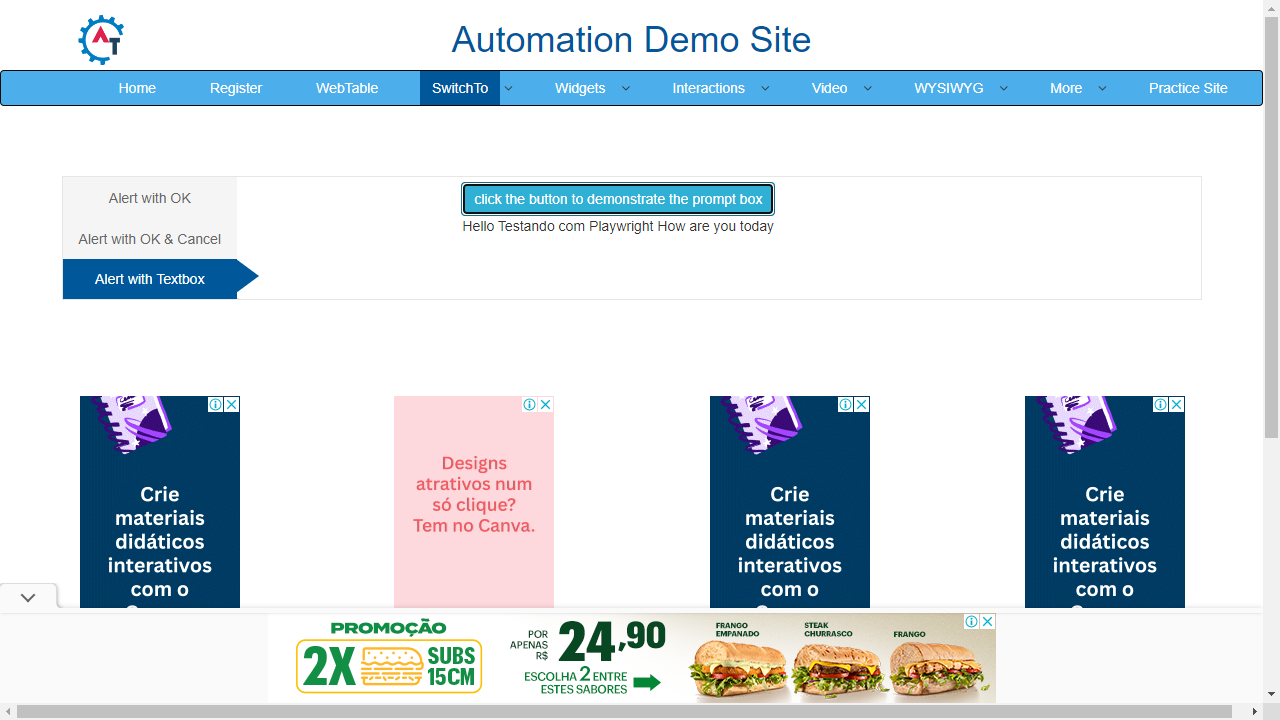 AT
Automation Demo Site
Home Register WebTable SwitchTo Widgets Interactions Video WYSIWYG More Practice Site
Alert with OK
Alert with OK & Cancel
Alert with Textbox
click the button to demonstrate the prompt box
Hello Testando com Playwright How are you today
Crie
materiais
didáticos
interativos
com o
Designs
atrativos num
só clique?
Tem no Canva.
Crie
materiais
didáticos
interativos
com o
Crie
materiais
didáticos
interativos
com o
PROMOÇÃO
2X SUBS
15CM
POR
APENAS
R$ 24,90
ESCOLHA 2 ENTRE
ESTES SABORES
FRANGO
EMPANADO
STEAK
CHURRASCO
FRANGO